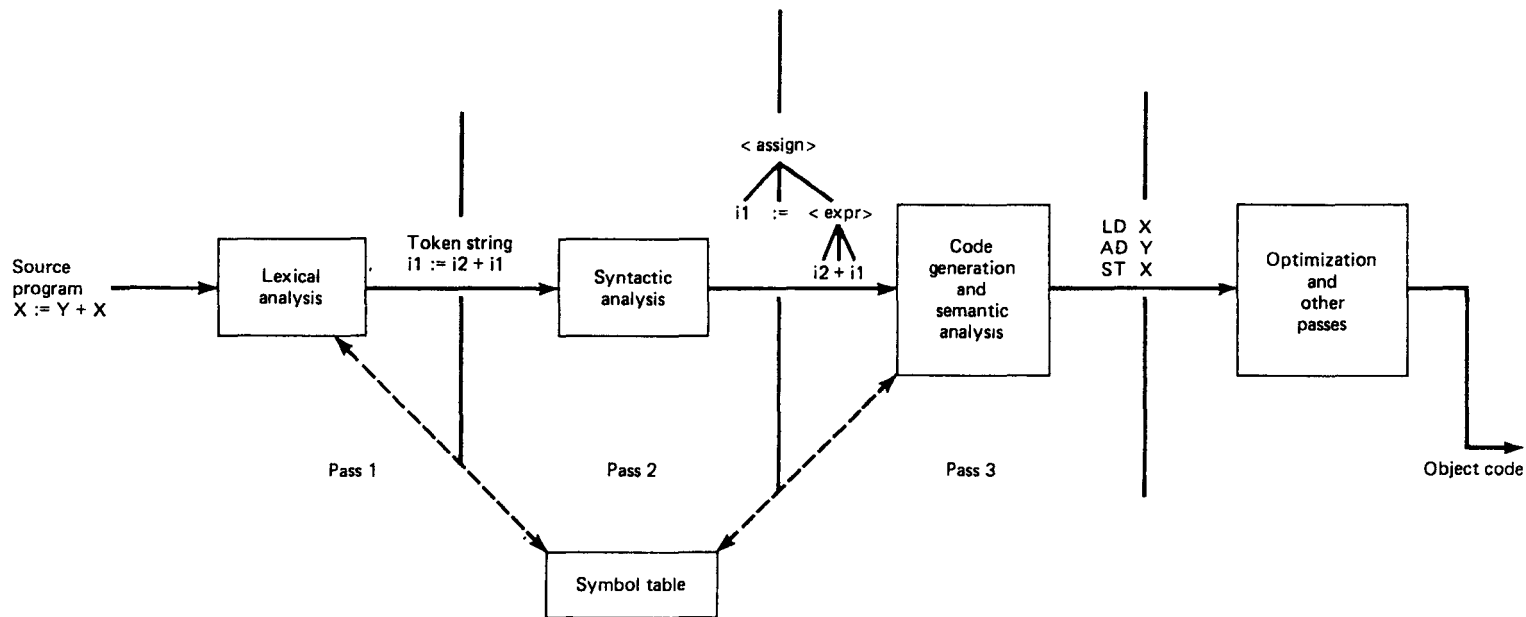 < assign>
i1 := < expr>
i2 + i1
Source
program
X := Y + X
Lexical
analysis
Token string
i1 := i2 + i1
Syntactic
analysis
Code
generation
and
semantic
analysis
LD X
AD Y
ST X
Optimization
and
other
passes
Pass 1
Pass 2
Pass 3
Object code
Symbol table